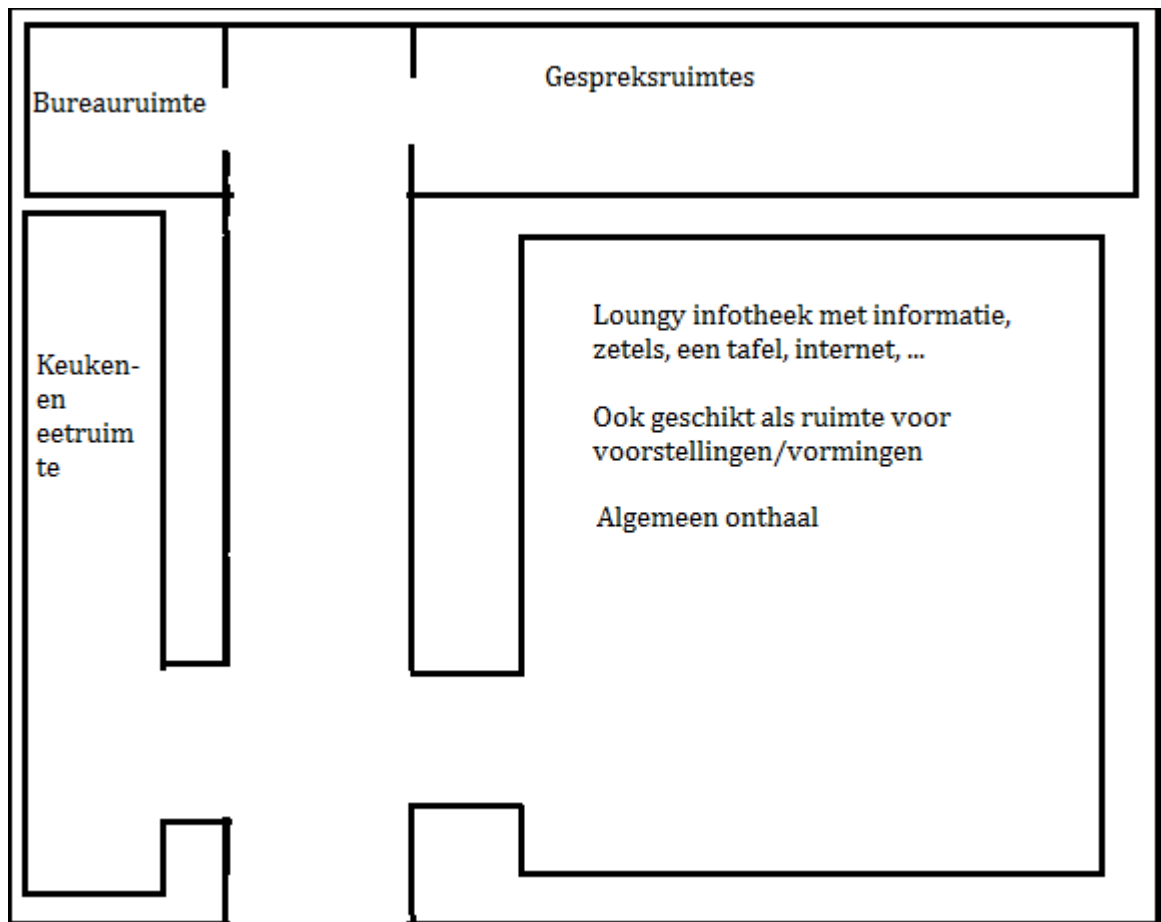 Gespreksruimtes
Bureauruimte
Loungy infotheek met informatie,
zetels, een tafel, internet, ...
Keuken-
en
eetruim
te
Ook geschikt als ruimte voor
voorstellingen/vormingen
Algemeen onthaal